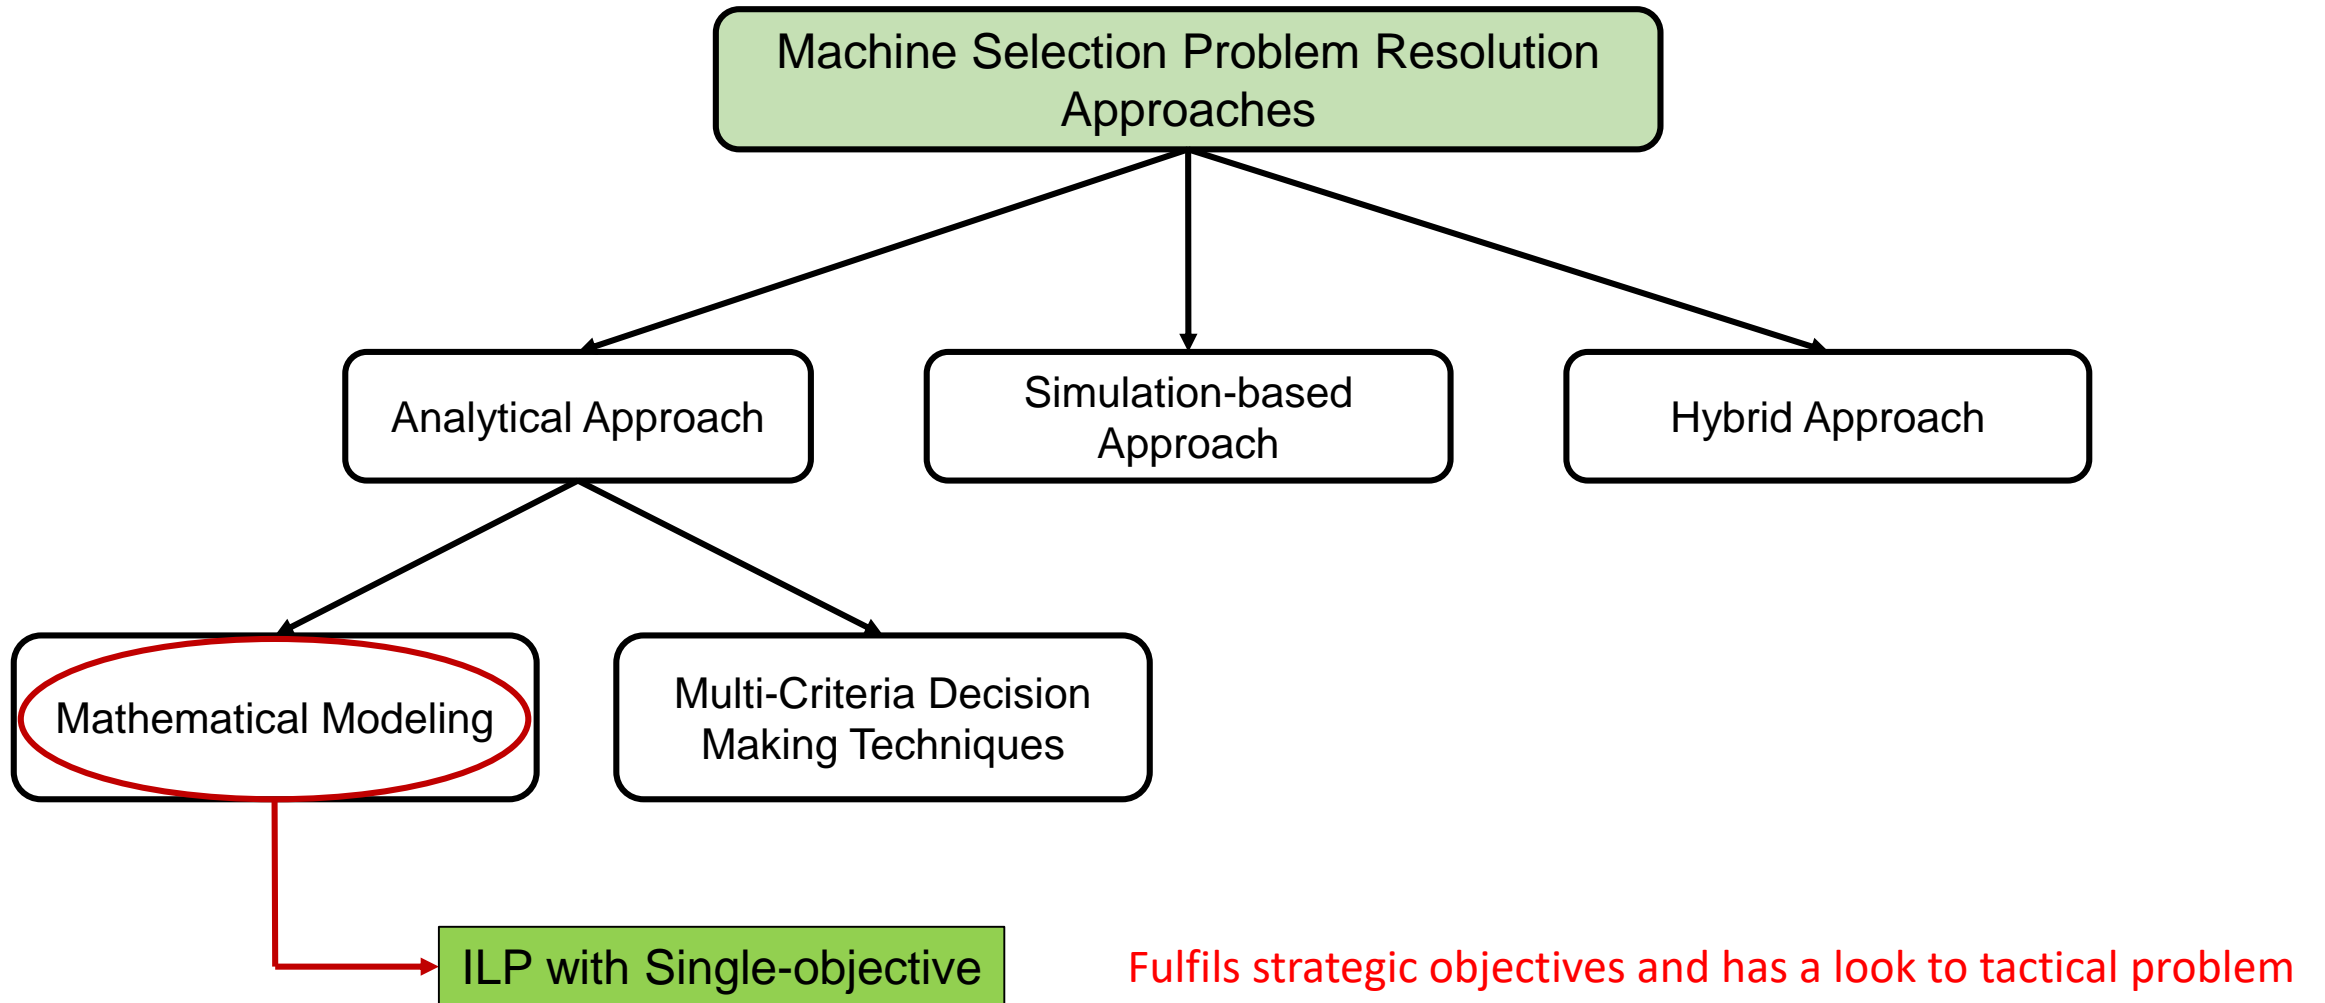 Machine Selection Problem Resolution
Approaches
Analytical Approach
Simulation-based
Approach
Hybrid Approach
Mathematical Modeling
Multi-Criteria Decision
Making Techniques
ILP with Single-objective
Fulfils strategic objectives and has a look to tactical problem